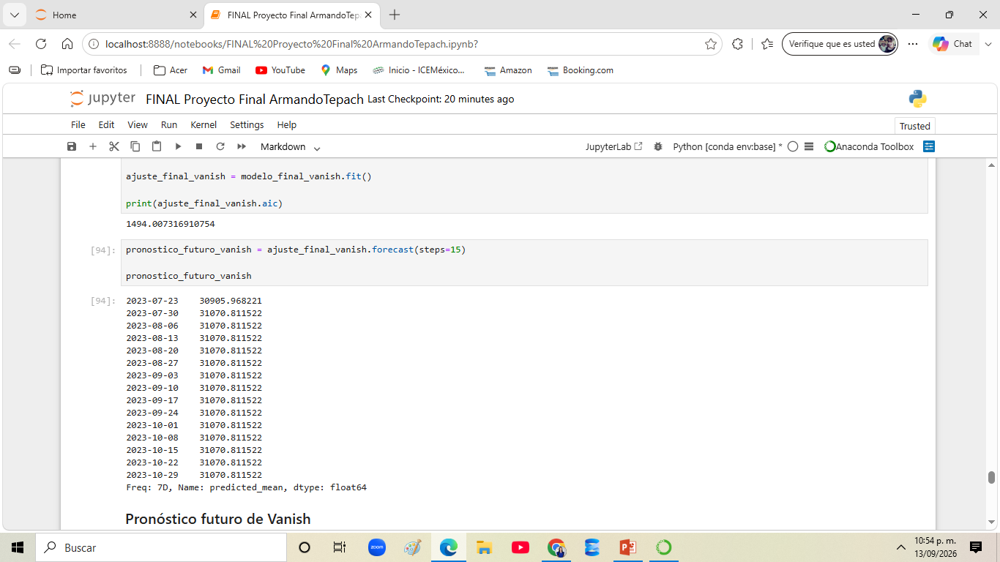 Home
FINAL Proyecto Final ArmandoTepa
localhost:8888/notebooks/FINAL%20Proyecto%20Final%20ArmandoTepach.ipynb?
Verifique que es usted
Chat
Importar favoritos
Acer
Gmail
YouTube
Maps
Inicio - ICEMéxico...
Amazon
Booking.com
jupyter FINAL Proyecto Final ArmandoTepach Last Checkpoint: 20 minutes ago
File Edit View Run Kernel Settings Help
Trusted
Markdown
JupyterLab
Python [conda env:base] *
Anaconda Toolbox
ajuste_final_vanish = modelo_final_vanish.fit()
print(ajuste_final_vanish.aic)
1494.007316910754
[94]: pronostico_futuro_vanish = ajuste_final_vanish.forecast(steps=15)
pronostico_futuro_vanish
[94]: 2023-07-23 30905.968221
2023-07-30 31070.811522
2023-08-06 31070.811522
2023-08-13 31070.811522
2023-08-20 31070.811522
2023-08-27 31070.811522
2023-09-03 31070.811522
2023-09-10 31070.811522
2023-09-17 31070.811522
2023-09-24 31070.811522
2023-10-01 31070.811522
2023-10-08 31070.811522
2023-10-15 31070.811522
2023-10-22 31070.811522
2023-10-29 31070.811522
Freq: 7D, Name: predicted_mean, dtype: float64
Pronóstico futuro de Vanish
Buscar
zoom
10:54 p. m.
13/09/2026